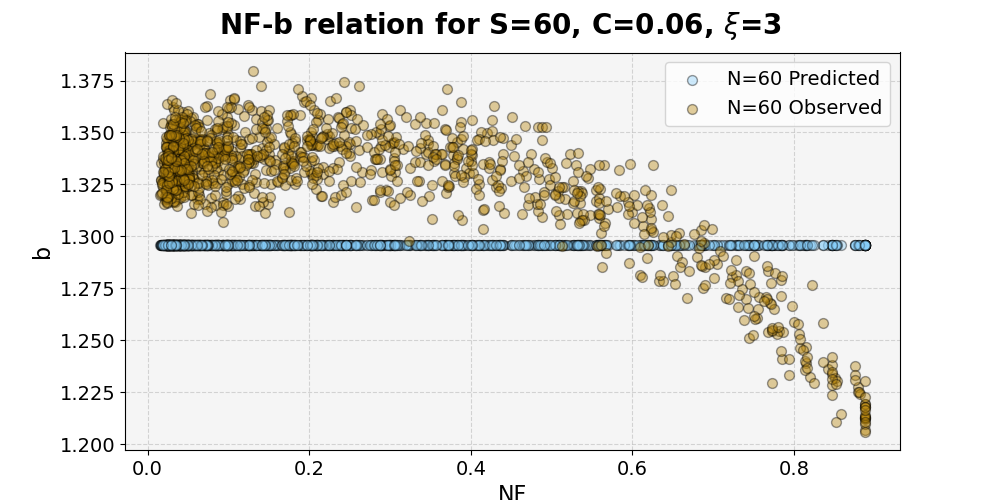 NF-b relation for S=60, C=0.06, ξ=3
N=60 Predicted
N=60 Observed
b
1.375
1.350
1.325
1.300
1.275
1.250
1.225
1.200
0.0 0.2 0.4 0.6 0.8
NF